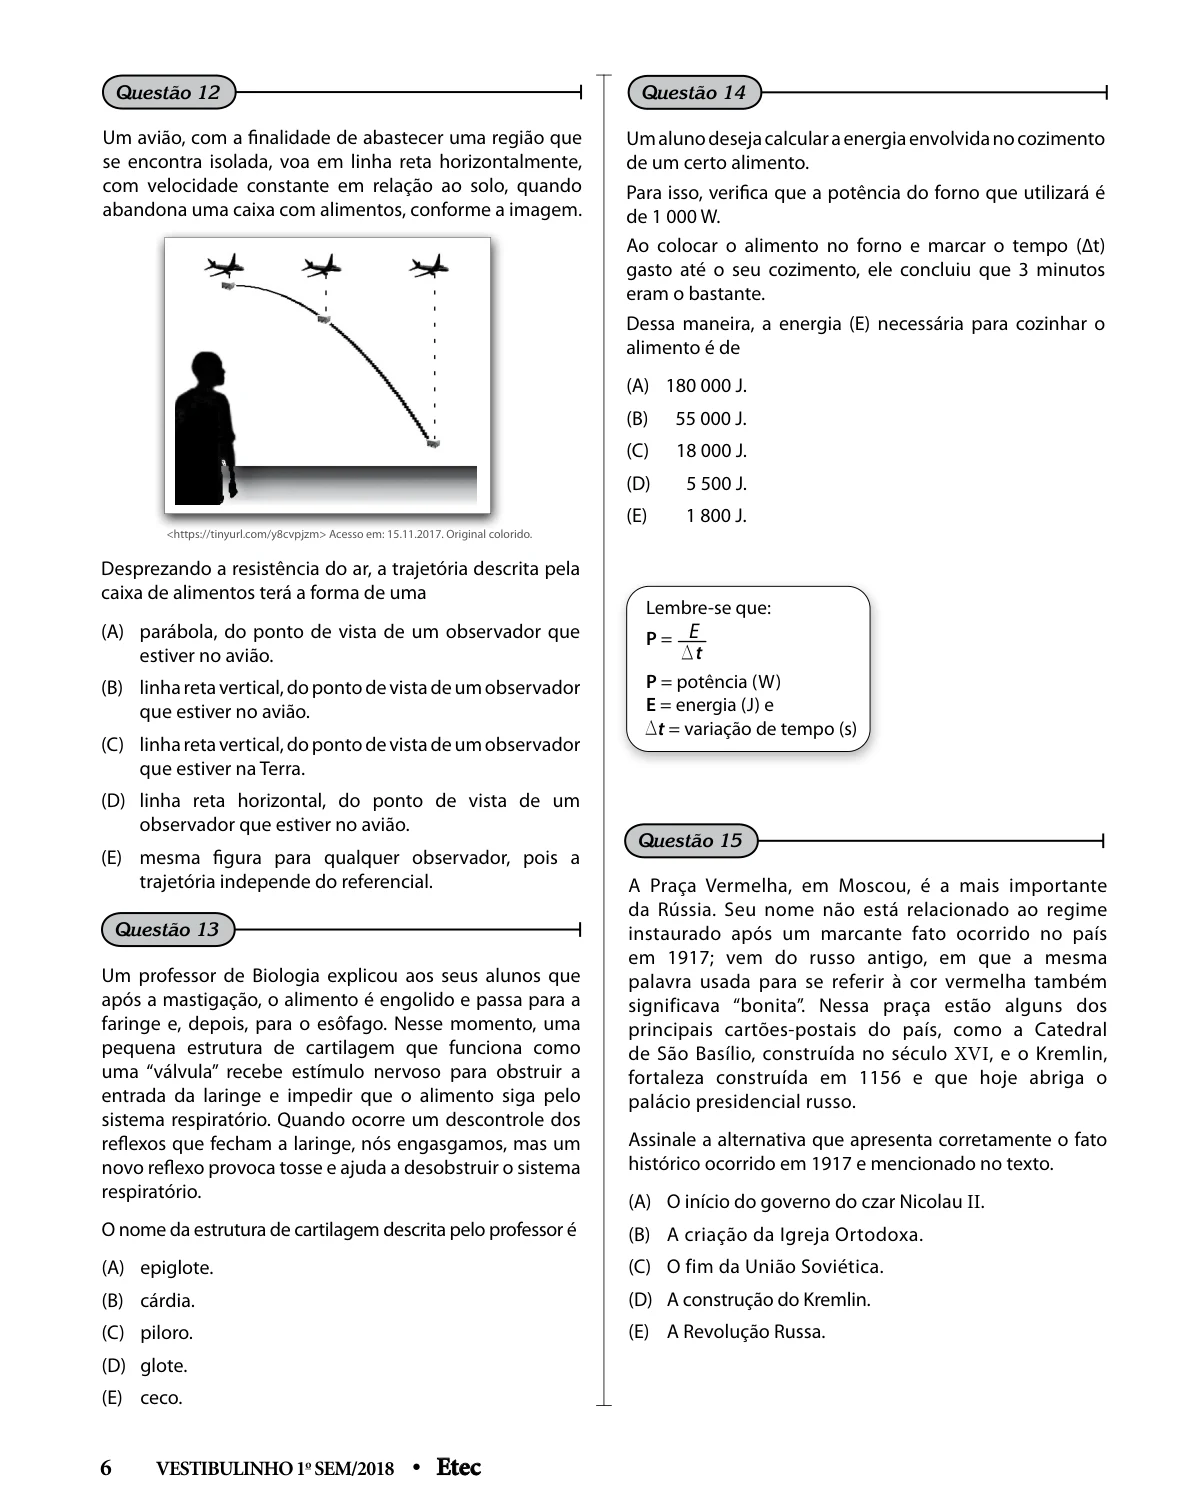 Questão 12
Um avião, com a finalidade de abastecer uma região que
se encontra isolada, voa em linha reta horizontalmente,
com velocidade constante em relação ao solo, quando
abandona uma caixa com alimentos, conforme a imagem.
<https://tinyurl.com/y8cvpjzm> Acesso em: 15.11.2017. Original colorido.
Desprezando a resistência do ar, a trajetória descrita pela
caixa de alimentos terá a forma de uma
(A) parábola, do ponto de vista de um observador que
estiver no avião.
(B) linha reta vertical, do ponto de vista de um observador
que estiver no avião.
(C) linha reta vertical, do ponto de vista de um observador
que estiver na Terra.
(D) linha reta horizontal, do ponto de vista de um
observador que estiver no avião.
(E) mesma figura para qualquer observador, pois a
trajetória independe do referencial.
Questão 13
Um professor de Biologia explicou aos seus alunos que
após a mastigação, o alimento é engolido e passa para a
faringe e, depois, para o esôfago. Nesse momento, uma
pequena estrutura de cartilagem que funciona como
uma “válvula” recebe estímulo nervoso para obstruir a
entrada da laringe e impedir que o alimento siga pelo
sistema respiratório. Quando ocorre um descontrole dos
reflexos que fecham a laringe, nós engasgamos, mas um
novo reflexo provoca tosse e ajuda a desobstruir o sistema
respiratório.
O nome da estrutura de cartilagem descrita pelo professor é
(A) epiglote.
(B) cárdia.
(C) piloro.
(D) glote.
(E) ceco.
Questão 14
Um aluno deseja calcular a energia envolvida no cozimento
de um certo alimento.
Para isso, verifica que a potência do forno que utilizará é
de 1 000 W.
Ao colocar o alimento no forno e marcar o tempo (Δt)
gasto até o seu cozimento, ele concluiu que 3 minutos
eram o bastante.
Dessa maneira, a energia (E) necessária para cozinhar o
alimento é de
(A) 180 000 J.
(B) 55 000 J.
(C) 18 000 J.
(D) 5 500 J.
(E) 1 800 J.
Lembre-se que:
P = E
Δt
P = potência (W)
E = energia (J) e
Δt = variação de tempo (s)
Questão 15
A Praça Vermelha, em Moscou, é a mais importante
da Rússia. Seu nome não está relacionado ao regime
instaurado após um marcante fato ocorrido no país
em 1917; vem do russo antigo, em que a mesma
palavra usada para se referir à cor vermelha também
significava “bonita”. Nessa praça estão alguns dos
principais cartões-postais do país, como a Catedral
de São Basílio, construída no século XVI, e o Kremlin,
fortaleza construída em 1156 e que hoje abriga o
palácio presidencial russo.
Assinale a alternativa que apresenta corretamente o fato
histórico ocorrido em 1917 e mencionado no texto.
(A) O início do governo do czar Nicolau II.
(B) A criação da Igreja Ortodoxa.
(C) O fim da União Soviética.
(D) A construção do Kremlin.
(E) A Revolução Russa.
6 VESTIBULINHO 1º SEM/2018 • Etec